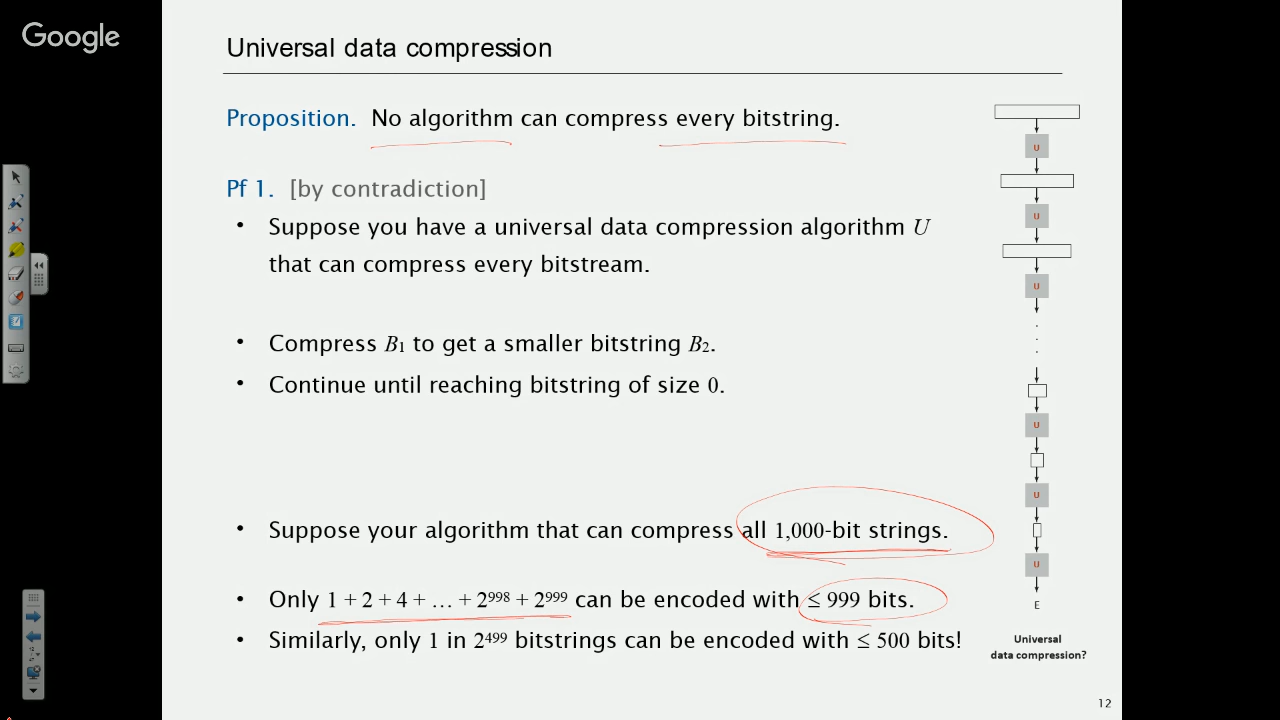 Google
Universal data compression
Proposition. No algorithm can compress every bitstring.
Pf 1. [by contradiction]
• Suppose you have a universal data compression algorithm U
that can compress every bitstream.
• Compress B₁ to get a smaller bitstring B₂.
• Continue until reaching bitstring of size 0.
• Suppose your algorithm that can compress all 1,000-bit strings.
• Only 1 + 2 + 4 + … + 2⁹⁹⁸ + 2⁹⁹⁹ can be encoded with ≤ 999 bits.
• Similarly, only 1 in 2⁴⁹⁹ bitstrings can be encoded with ≤ 500 bits!
U
U
U
U
U
U
E
Universal
data compression?
12